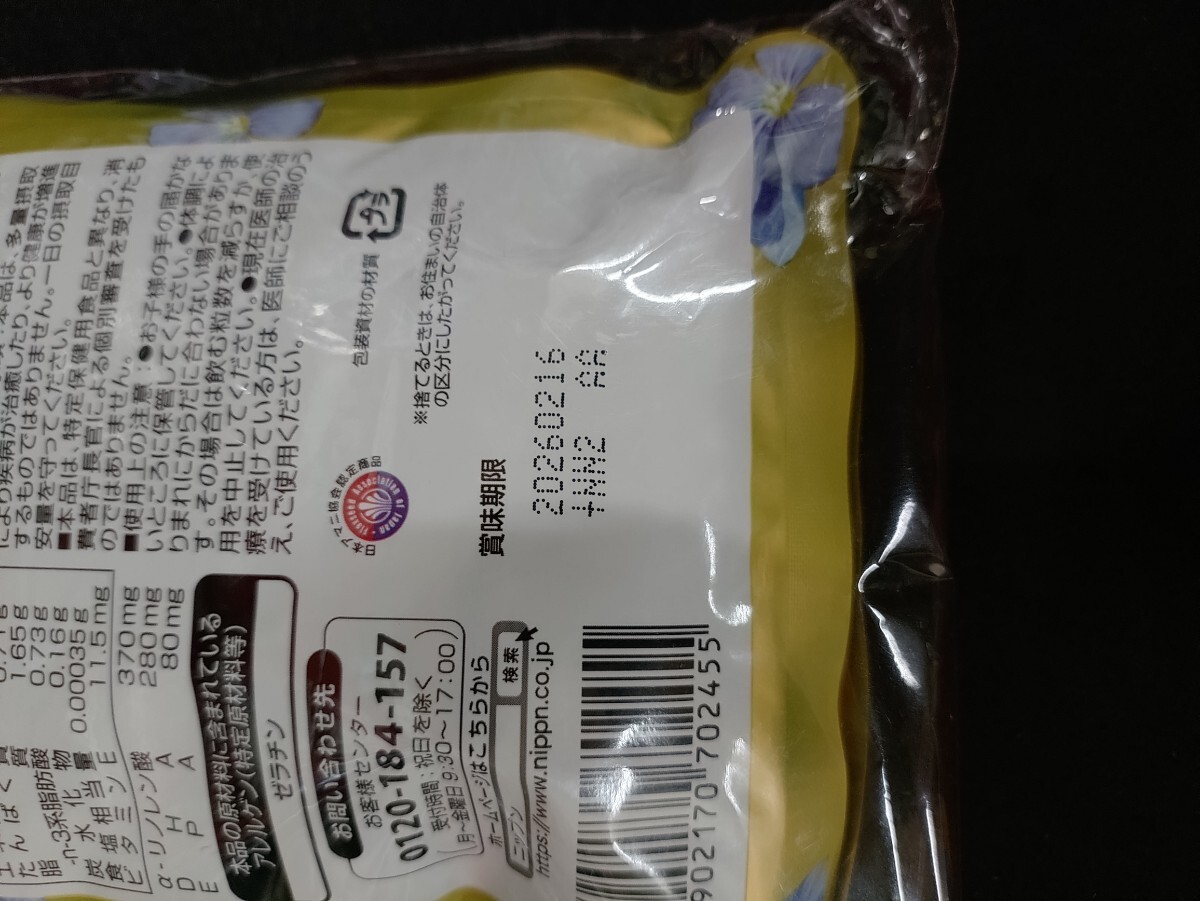 により疾病が治癒したり、より健康が増進
するものではありません。一日の摂取目
安量を守ってください。
■本品は、特定保健用食品と異なり、消
費者庁長官による個別審査を受けたも
のではありません。
■使用上の注意：●お子様の手の届かな
いところに保管してください。●体調によ
りまれにからだに合わない場合がありま
す。その場合は飲む粒数を減らすか、使
用を中止してください。●現在医師の治
療を受けている方は、医師にご相談のう
え、ご使用ください。
包装資材の材質
プラ
※捨てるときは、お住まいの自治体
の区分にしたがってください。
日本アマニ協会認定
Flaxseed Association of Japan
賞味期限
20260216
+NN2 AA
たんぱく質 1.65g
脂質 0.73g
-n-3系脂肪酸 0.16g
炭水化物
食塩相当量 0.000035g
ビタミンE 11.5mg
α-リノレン酸 370mg
DHA 280mg
EPA 80mg
本品の原材料に含まれている
アレルゲン(特定原材料等)
ゼラチン
お問い合わせ先
お客様センター
0120-184-157
受付時間：祝日を除く
月～金曜日9:30～17:00
ホームページはこちらから
ニップン 検索
https://www.nippn.co.jp
902170 702455